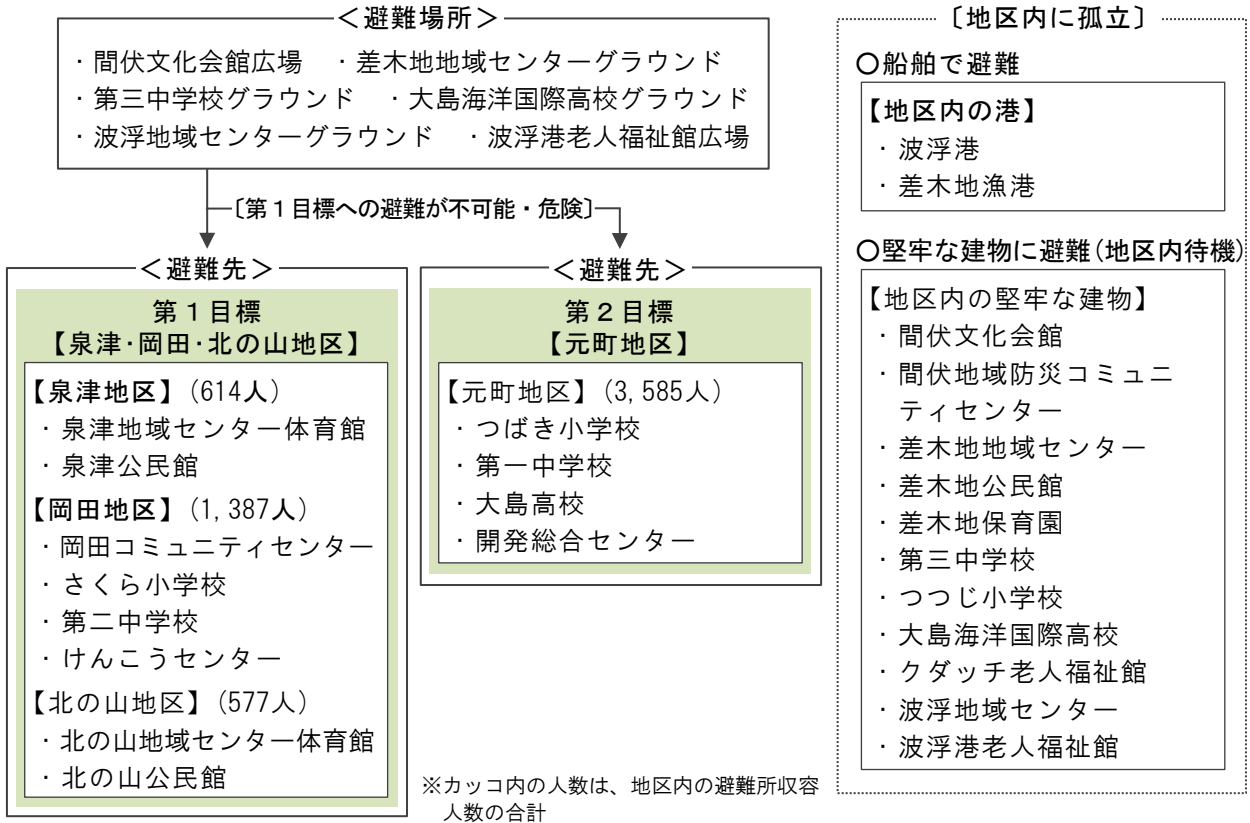 ＜避難場所＞
・間伏文化会館広場　・差木地地域センターグラウンド
・第三中学校グラウンド　・大島海洋国際高校グラウンド
・波浮地域センターグラウンド　・波浮港老人福祉館広場
〔第１目標への避難が不可能・危険〕
＜避難先＞
第１目標
【泉津･岡田･北の山地区】
【泉津地区】(614人)
・泉津地域センター体育館
・泉津公民館
【岡田地区】(1,387人)
・岡田コミュニティセンター
・さくら小学校
・第二中学校
・けんこうセンター
【北の山地区】(577人)
・北の山地域センター体育館
・北の山公民館
＜避難先＞
第２目標
【元町地区】
【元町地区】(3,585人)
・つばき小学校
・第一中学校
・大島高校
・開発総合センター
※カッコ内の人数は、地区内の避難所収容
人数の合計
〔地区内に孤立〕
○船舶で避難
【地区内の港】
・波浮港
・差木地漁港
○堅牢な建物に避難(地区内待機)
【地区内の堅牢な建物】
・間伏文化会館
・間伏地域防災コミュニ
ティセンター
・差木地地域センター
・差木地公民館
・差木地保育園
・第三中学校
・つつじ小学校
・大島海洋国際高校
・クダッチ老人福祉館
・波浮地域センター
・波浮港老人福祉館